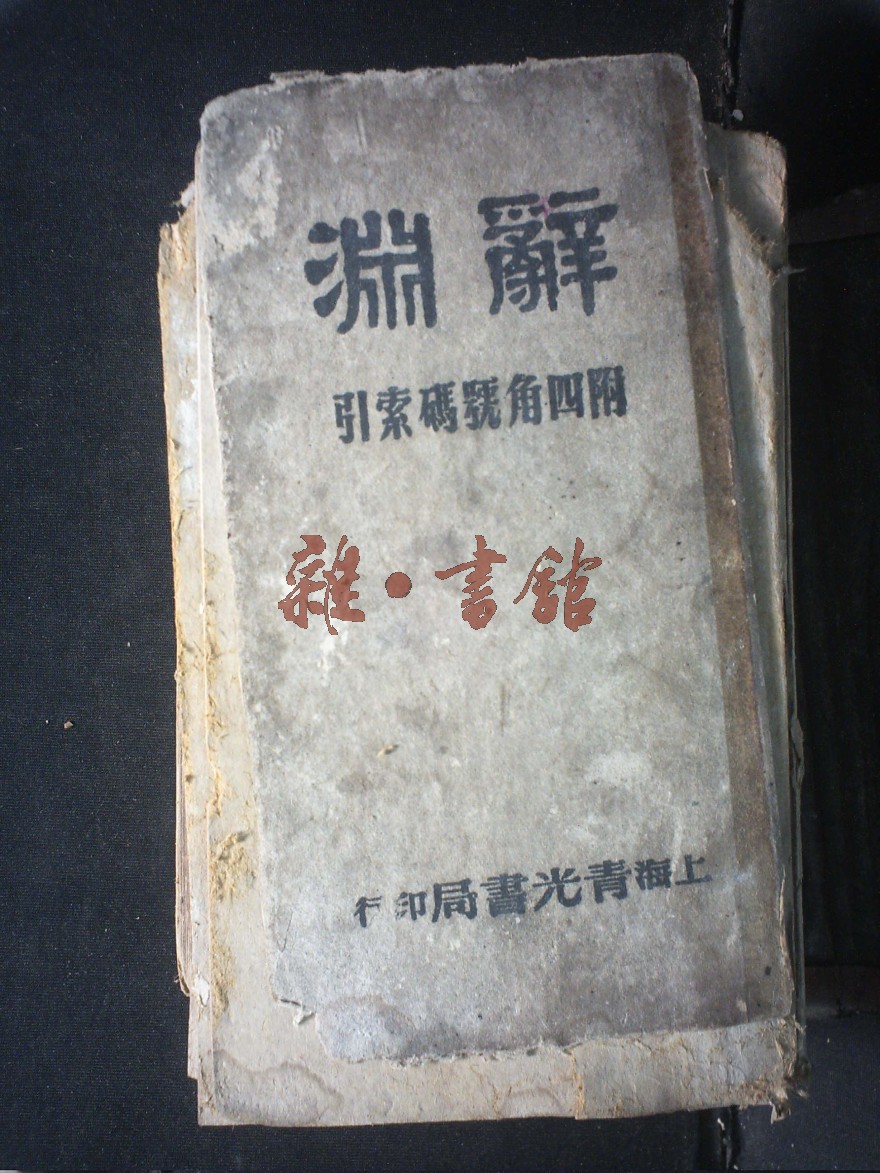 辭淵
附四角號碼索引
雜·書館
上海青光書局印行